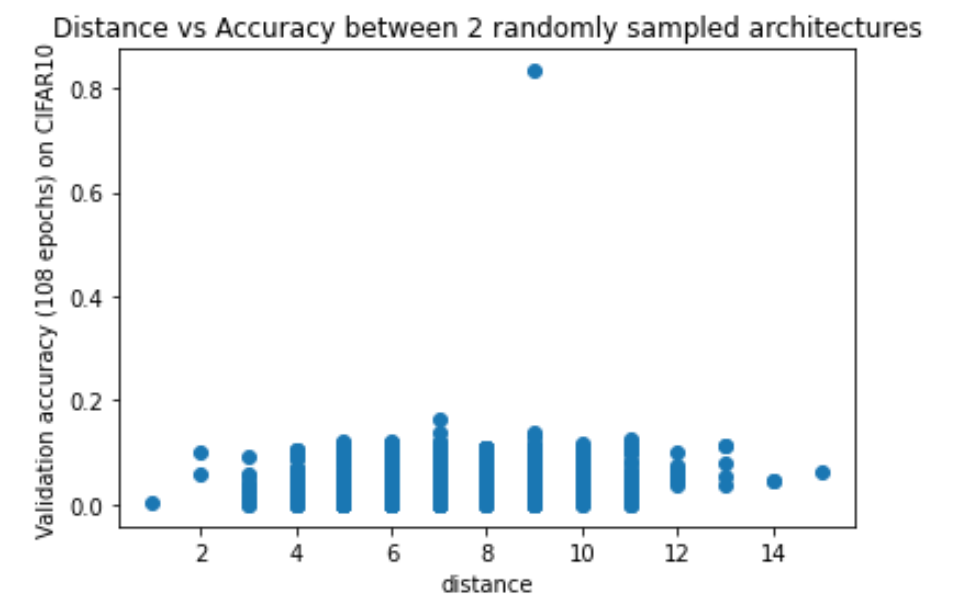 Distance vs Accuracy between 2 randomly sampled architectures
Validation accuracy (108 epochs) on CIFAR10
0.8
0.6
0.4
0.2
0.0
2 4 6 8 10 12 14
distance